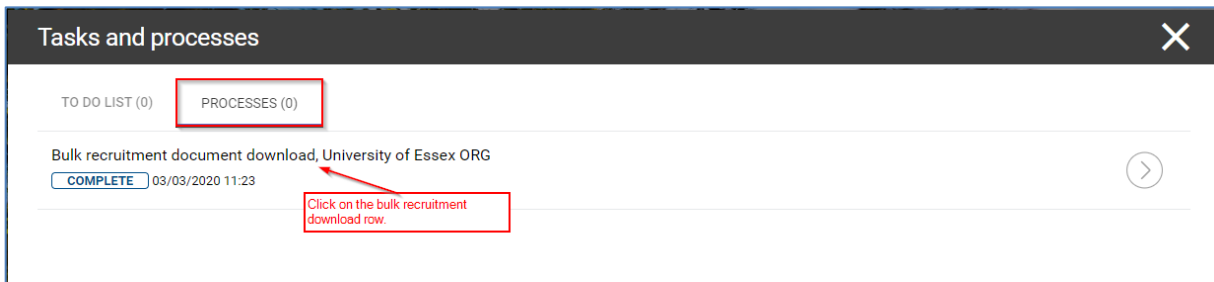 Tasks and processes
TO DO LIST (0)
PROCESSES (0)
Bulk recruitment document download, University of Essex ORG
COMPLETE 03/03/2020 11:23
Click on the bulk recruitment
download row.